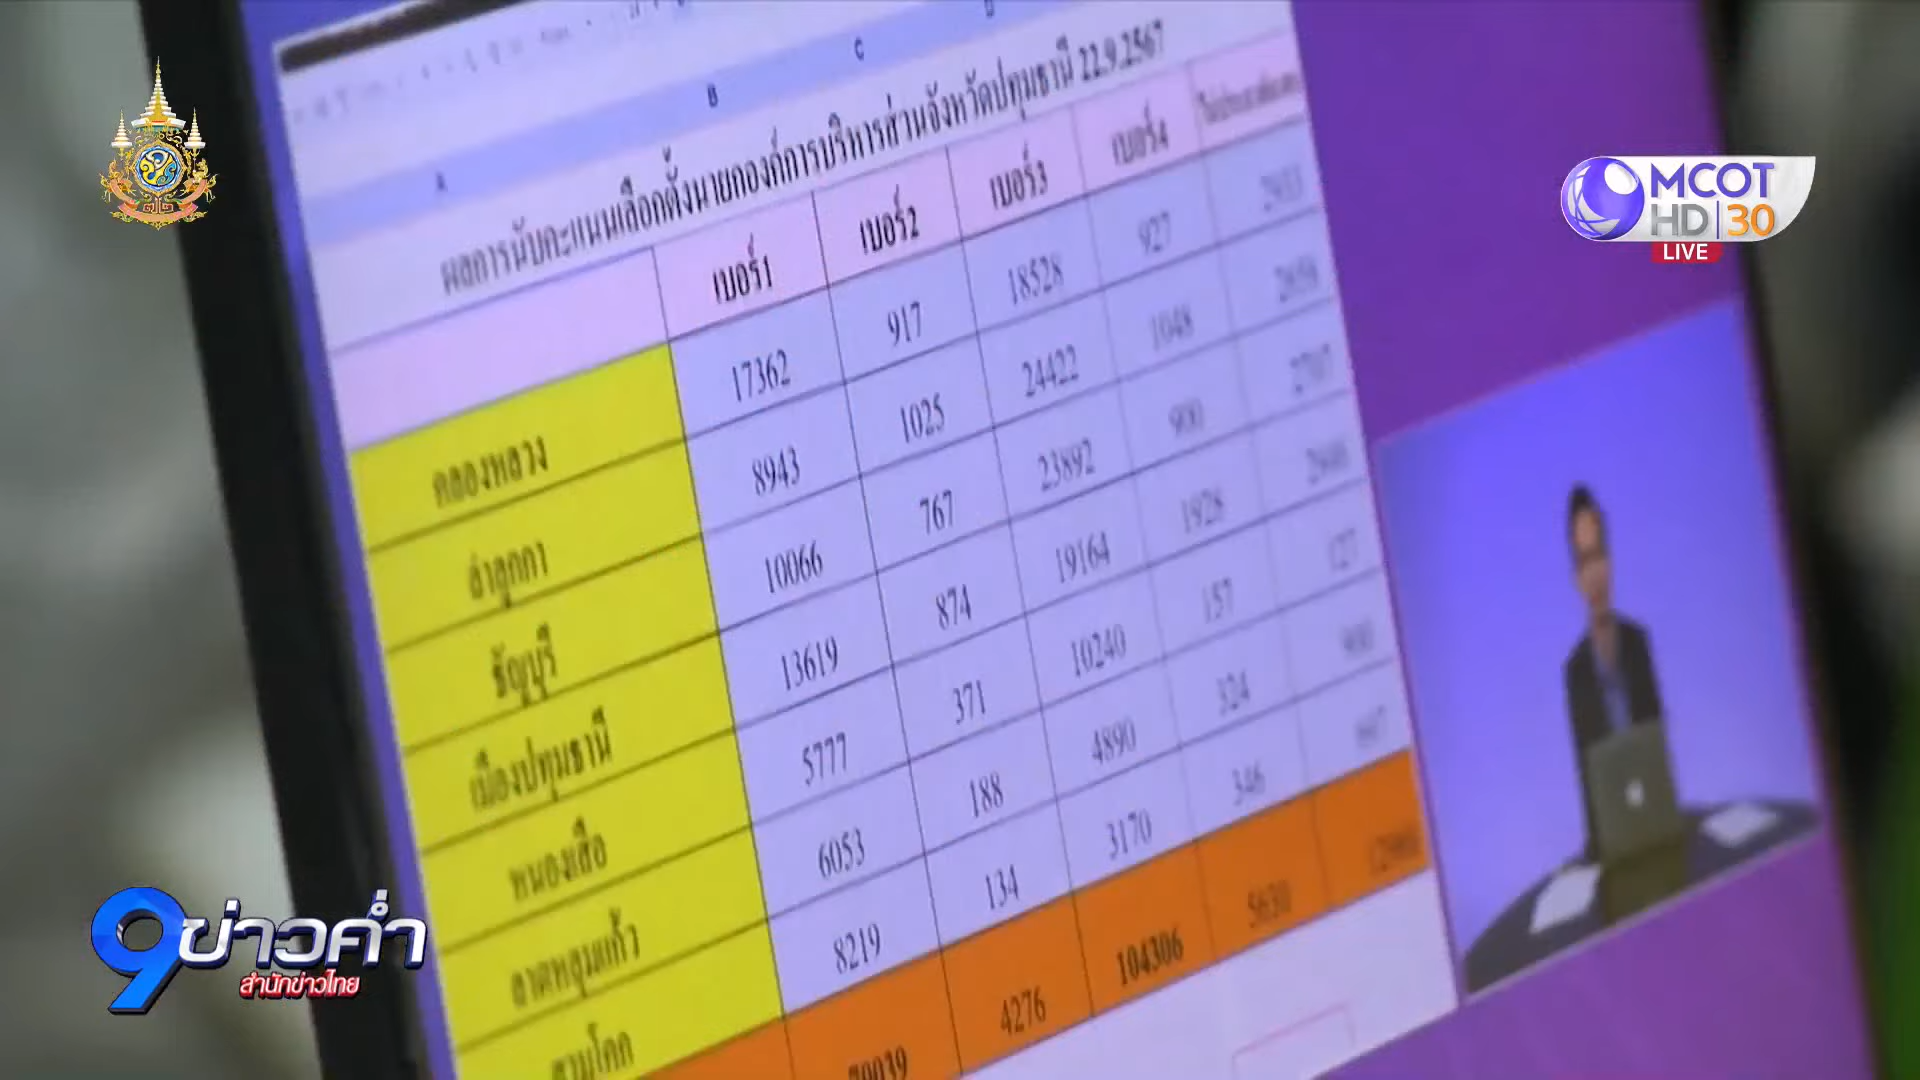 A B C D
ผลการนับคะแนนเลือกตั้งนายกองค์การบริหารส่วนจังหวัดปทุมธานี 22.9.2567
เบอร์1 เบอร์2 เบอร์3 เบอร์4
คลองหลวง 17362 917 18528 927
ลำลูกกา 8943 1025 24422 1048
ธัญบุรี 10066 767 23892 900
เมืองปทุมธานี 13619 874 19164 1928
หนองเสือ 5777 371 10240 157
ลาดหลุมแก้ว 6053 188 4890 324
สามโคก 8219 134 3170 346
70039 4276 104306 5630
MCOT
HD 30
LIVE
9 ข่าวค่ำ
สำนักข่าวไทย